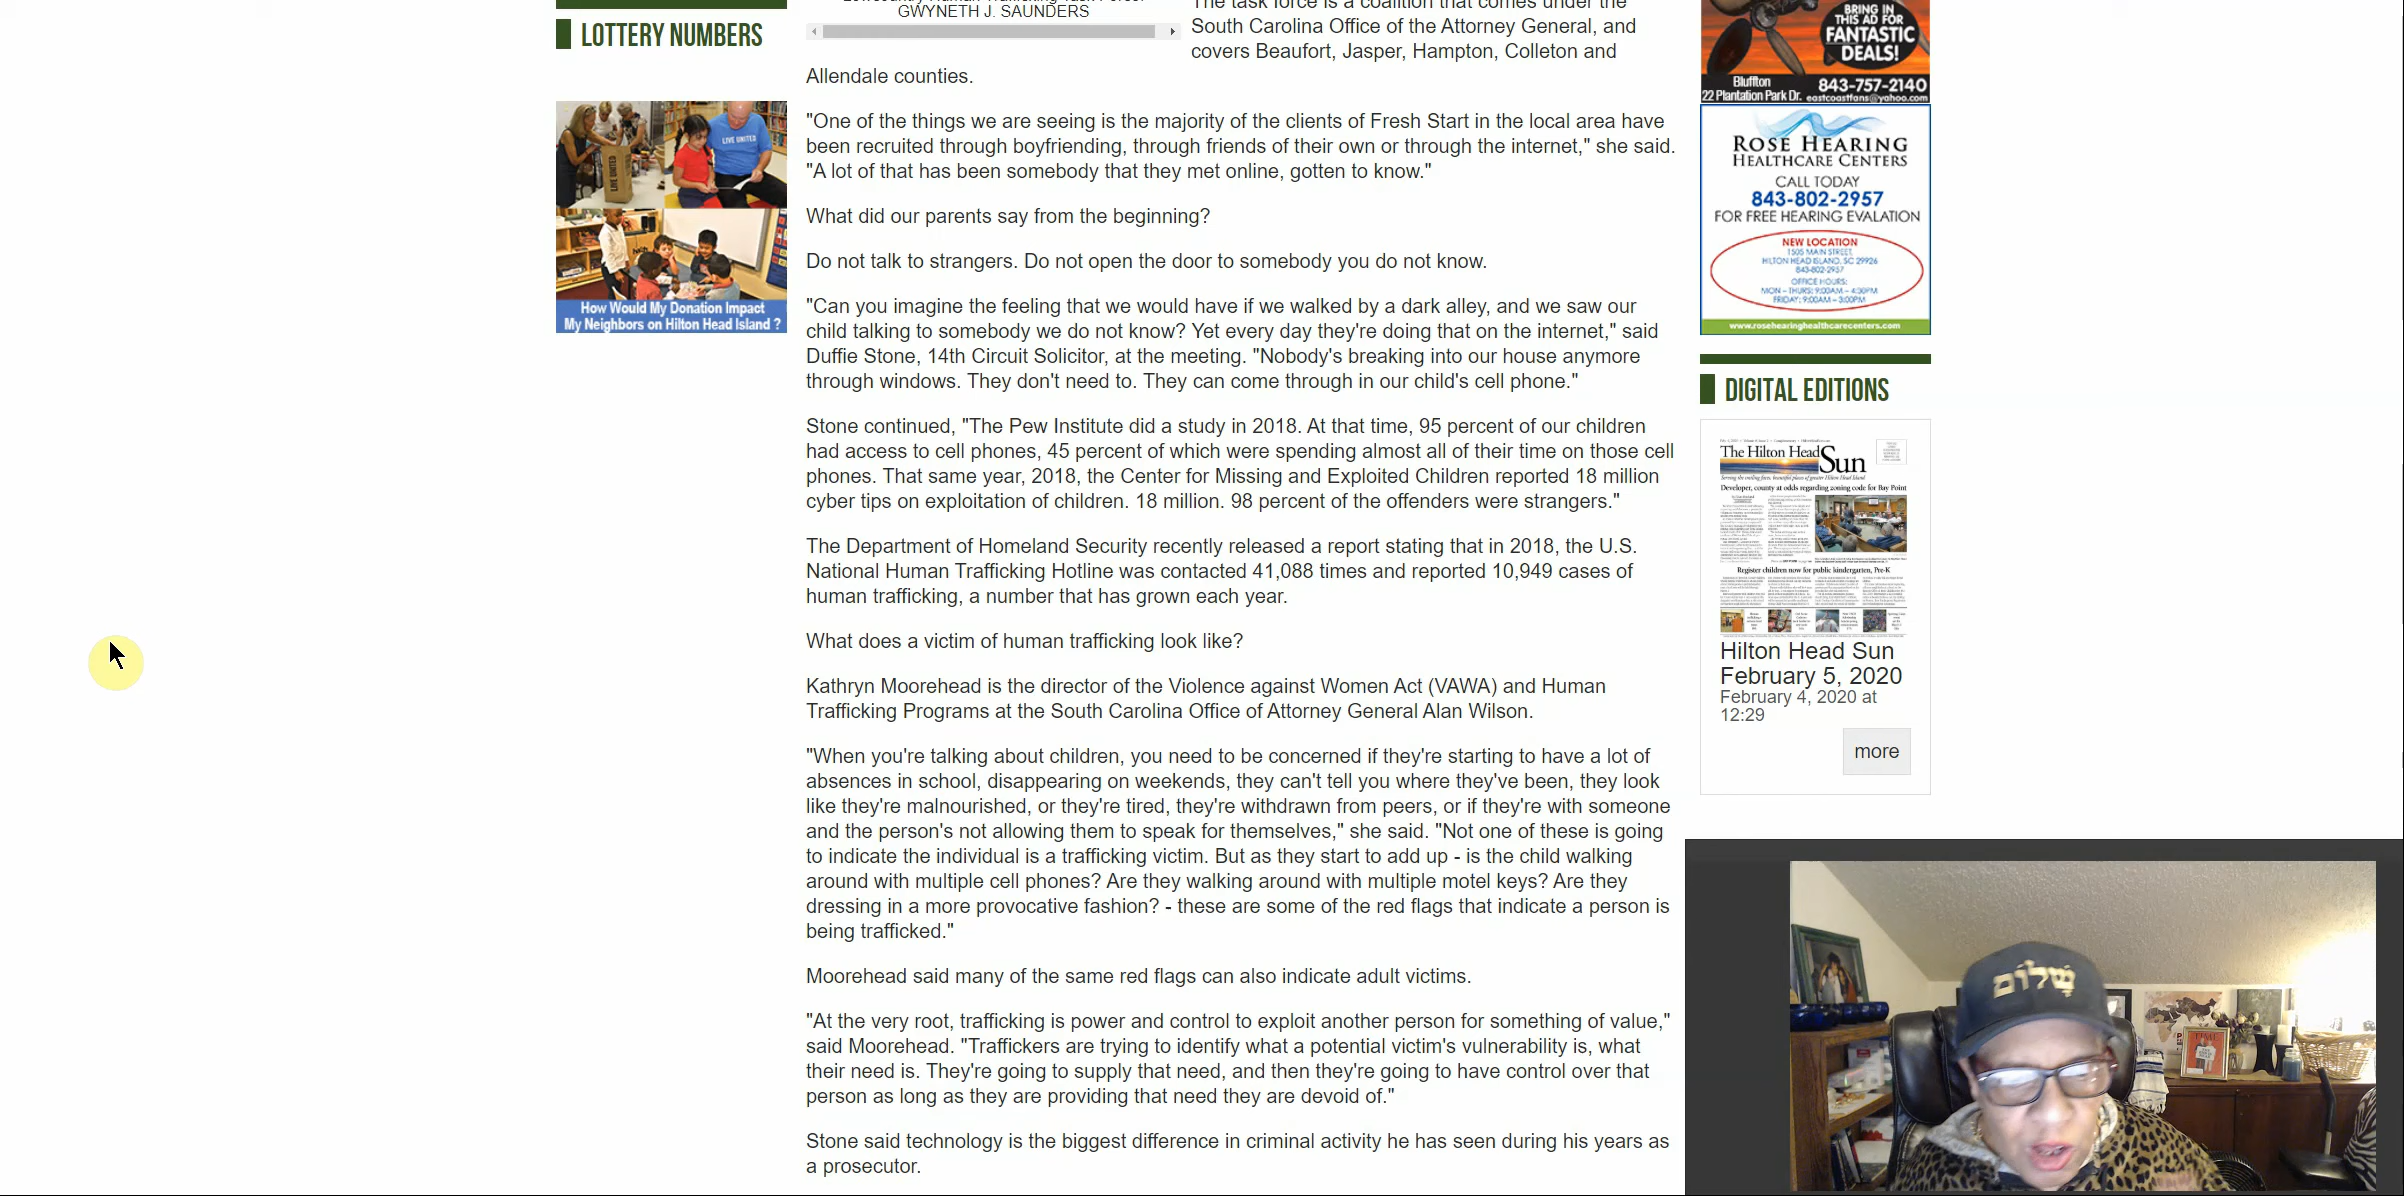 LOTTERY NUMBERS
LIVE UNITED
LIVE UNITED
How Would My Donation Impact
My Neighbors on Hilton Head Island ?
GWYNETH J. SAUNDERS
The task force is a coalition that comes under the
South Carolina Office of the Attorney General, and
covers Beaufort, Jasper, Hampton, Colleton and
Allendale counties.
"One of the things we are seeing is the majority of the clients of Fresh Start in the local area have
been recruited through boyfriending, through friends of their own or through the internet," she said.
"A lot of that has been somebody that they met online, gotten to know."
What did our parents say from the beginning?
Do not talk to strangers. Do not open the door to somebody you do not know.
"Can you imagine the feeling that we would have if we walked by a dark alley, and we saw our
child talking to somebody we do not know? Yet every day they're doing that on the internet," said
Duffie Stone, 14th Circuit Solicitor, at the meeting. "Nobody's breaking into our house anymore
through windows. They don't need to. They can come through in our child's cell phone."
Stone continued, "The Pew Institute did a study in 2018. At that time, 95 percent of our children
had access to cell phones, 45 percent of which were spending almost all of their time on those cell
phones. That same year, 2018, the Center for Missing and Exploited Children reported 18 million
cyber tips on exploitation of children. 18 million. 98 percent of the offenders were strangers."
The Department of Homeland Security recently released a report stating that in 2018, the U.S.
National Human Trafficking Hotline was contacted 41,088 times and reported 10,949 cases of
human trafficking, a number that has grown each year.
What does a victim of human trafficking look like?
Kathryn Moorehead is the director of the Violence against Women Act (VAWA) and Human
Trafficking Programs at the South Carolina Office of Attorney General Alan Wilson.
"When you're talking about children, you need to be concerned if they're starting to have a lot of
absences in school, disappearing on weekends, they can't tell you where they've been, they look
like they're malnourished, or they're tired, they're withdrawn from peers, or if they're with someone
and the person's not allowing them to speak for themselves," she said. "Not one of these is going
to indicate the individual is a trafficking victim. But as they start to add up - is the child walking
around with multiple cell phones? Are they walking around with multiple motel keys? Are they
dressing in a more provocative fashion? - these are some of the red flags that indicate a person is
being trafficked."
Moorehead said many of the same red flags can also indicate adult victims.
"At the very root, trafficking is power and control to exploit another person for something of value,"
said Moorehead. "Traffickers are trying to identify what a potential victim's vulnerability is, what
their need is. They're going to supply that need, and then they're going to have control over that
person as long as they are providing that need they are devoid of."
Stone said technology is the biggest difference in criminal activity he has seen during his years as
a prosecutor.
BRING IN
THIS AD FOR
FANTASTIC
DEALS!
Bluffton
843-757-2140
22 Plantation Park Dr. eastcoastfans@yahoo.com
ROSE HEARING
HEALTHCARE CENTERS
CALL TODAY
843-802-2957
FOR FREE HEARING EVALATION
NEW LOCATION
1505 MAIN STREET,
HILTON HEAD ISLAND, SC 29926
843-802-2957
OFFICE HOURS:
MON – THURS: 9:00AM – 4:30PM
FRIDAY: 9:00AM – 3:00PM
www.rosehearinghealthcarecenters.com
DIGITAL EDITIONS
The Hilton Head Sun
Developer, county at odds regarding zoning code for Bay Point
Register children now for public kindergarten, Pre-K
Hilton Head Sun
February 5, 2020
February 4, 2020 at
12:29
more
שלום